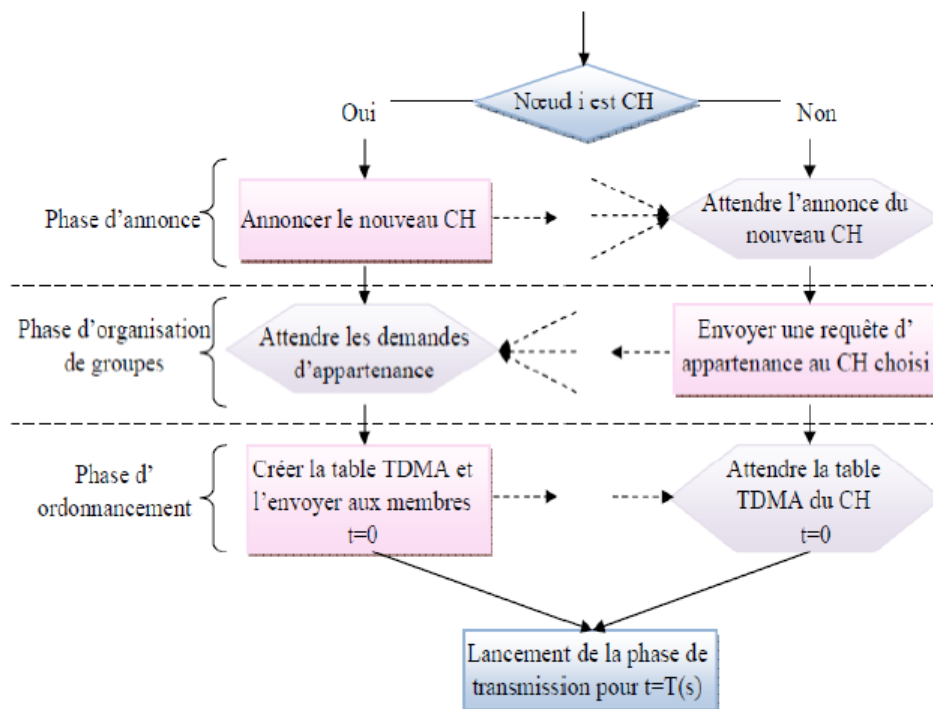 Nœud i est CH
Oui
Non
Phase d’annonce
Annoncer le nouveau CH
Attendre l’annonce du
nouveau CH
Phase d’organisation
de groupes
Attendre les demandes
d’appartenance
Envoyer une requête d’
appartenance au CH choisi
Phase d’
ordonnancement
Créer la table TDMA et
l’envoyer aux membres
t=0
Attendre la table
TDMA du CH
t=0
Lancement de la phase de
transmission pour t=T(s)